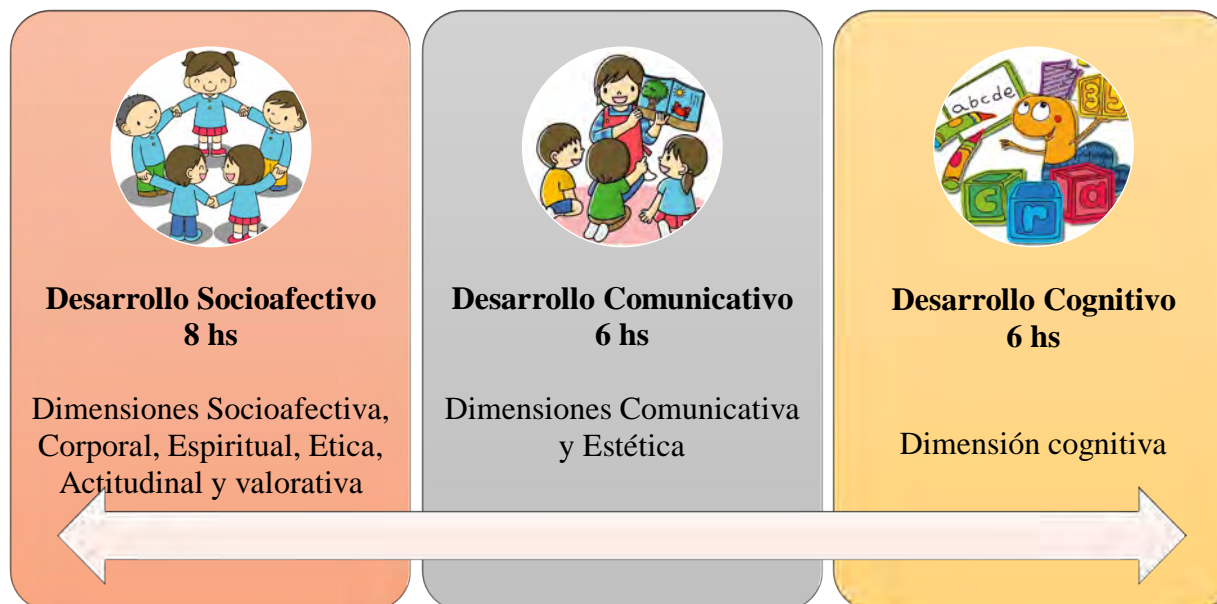 abcde
35
c r a
Desarrollo Socioafectivo
8 hs
Dimensiones Socioafectiva,
Corporal, Espiritual, Etica,
Actitudinal y valorativa
Desarrollo Comunicativo
6 hs
Dimensiones Comunicativa
y Estética
Desarrollo Cognitivo
6 hs
Dimensión cognitiva